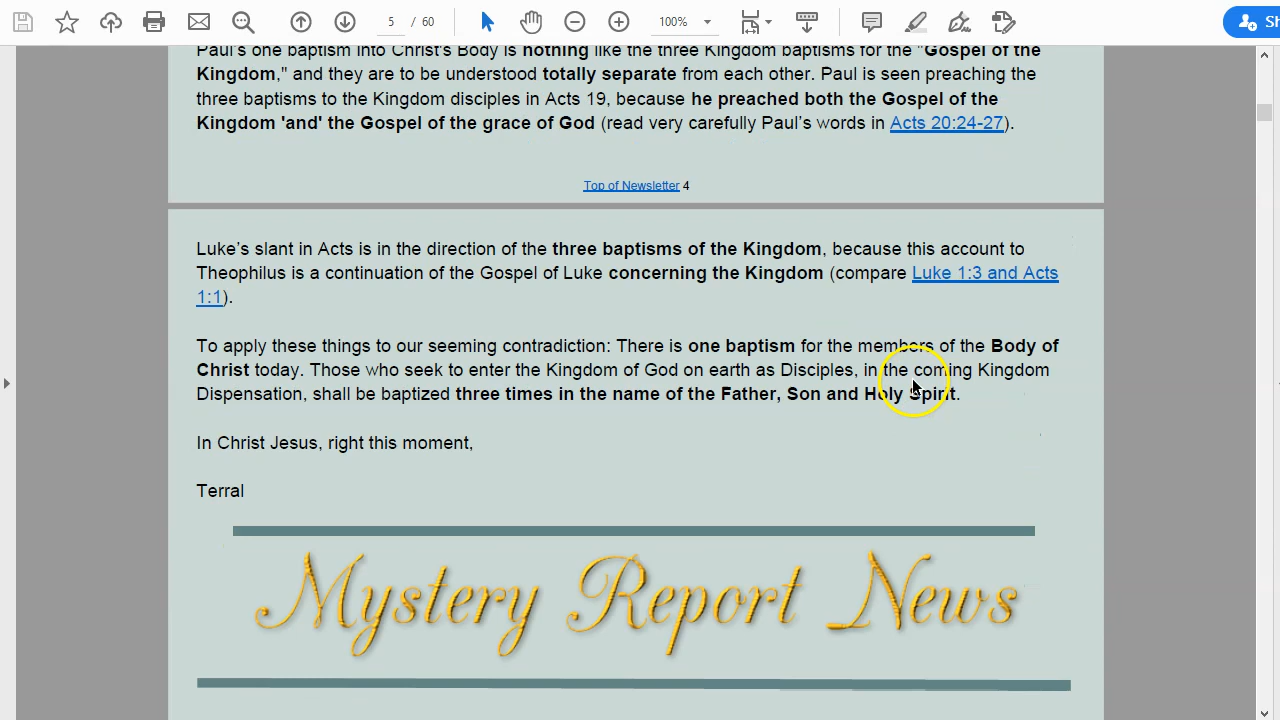 5 / 60
100%
Sh
Paul's one baptism into Christ's Body is nothing like the three Kingdom baptisms for the "Gospel of the
Kingdom," and they are to be understood totally separate from each other. Paul is seen preaching the
three baptisms to the Kingdom disciples in Acts 19, because he preached both the Gospel of the
Kingdom 'and' the Gospel of the grace of God (read very carefully Paul's words in Acts 20:24-27).
Top of Newsletter 4
Luke's slant in Acts is in the direction of the three baptisms of the Kingdom, because this account to
Theophilus is a continuation of the Gospel of Luke concerning the Kingdom (compare Luke 1:3 and Acts
1:1).
To apply these things to our seeming contradiction: There is one baptism for the members of the Body of
Christ today. Those who seek to enter the Kingdom of God on earth as Disciples, in the coming Kingdom
Dispensation, shall be baptized three times in the name of the Father, Son and Holy Spirit.
In Christ Jesus, right this moment,
Terral
Mystery Report News